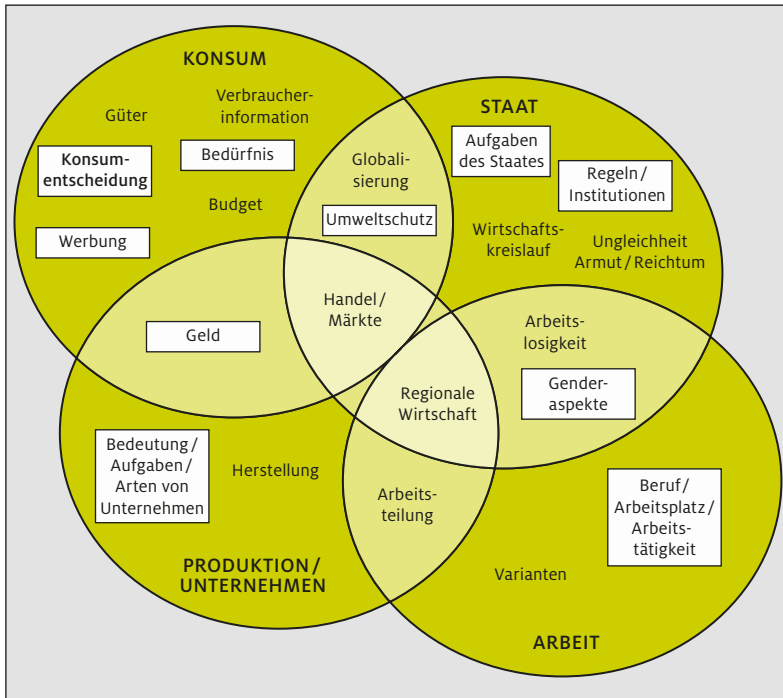 KONSUM
Güter
Verbraucher-
information
Konsum-
entscheidung
Bedürfnis
Budget
Werbung
Globali-
sierung
Umweltschutz
STAAT
Aufgaben
des Staates
Regeln /
Institutionen
Wirtschafts-
kreislauf
Ungleichheit
Armut / Reichtum
Handel /
Märkte
Geld
Arbeits-
losigkeit
Gender-
aspekte
Regionale
Wirtschaft
Bedeutung /
Aufgaben /
Arten von
Unternehmen
Herstellung
Arbeits-
teilung
PRODUKTION /
UNTERNEHMEN
Beruf /
Arbeitsplatz /
Arbeits-
tätigkeit
Varianten
ARBEIT